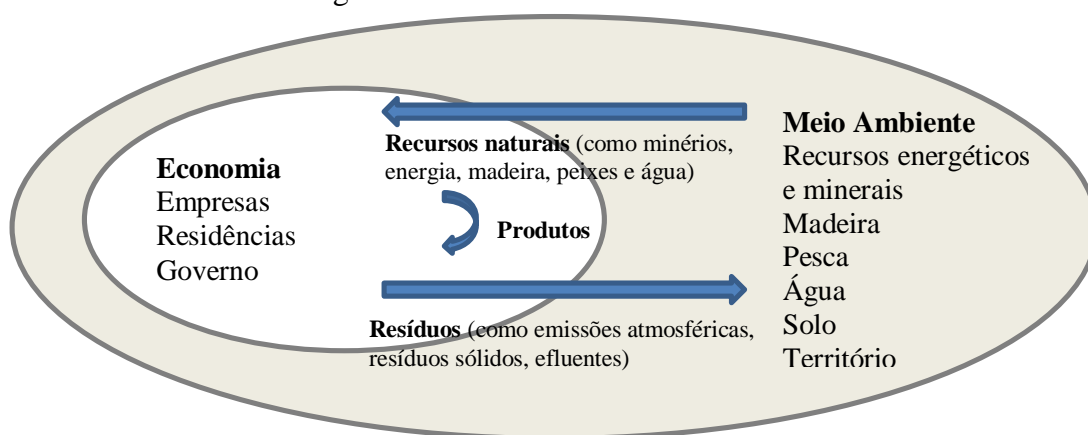 Economia
Empresas
Residências
Governo
Recursos naturais (como minérios,
energia, madeira, peixes e água)
Produtos
Resíduos (como emissões atmosféricas,
resíduos sólidos, efluentes)
Meio Ambiente
Recursos energéticos
e minerais
Madeira
Pesca
Água
Solo
Território